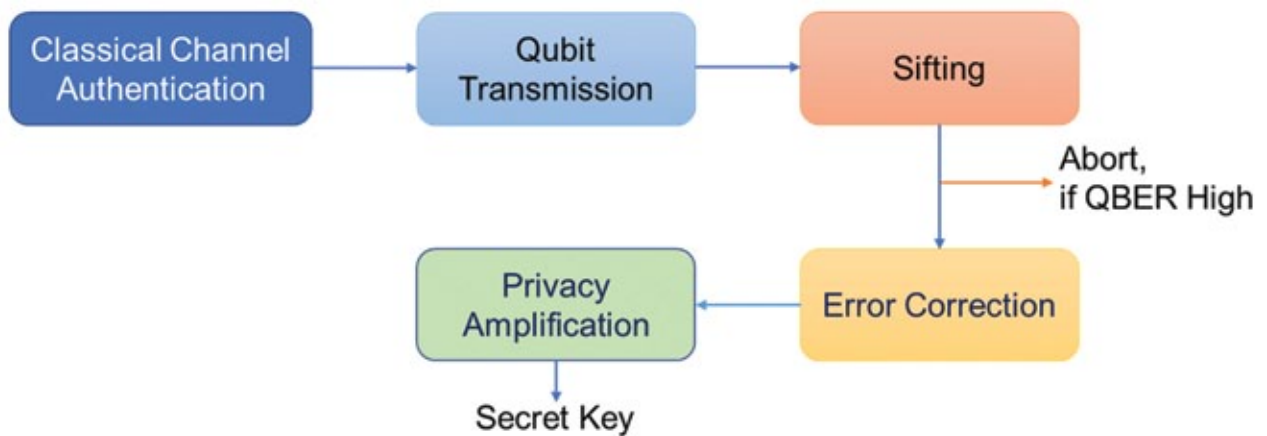 Classical Channel
Authentication
Qubit
Transmission
Sifting
Abort,
if QBER High
Error Correction
Privacy
Amplification
Secret Key